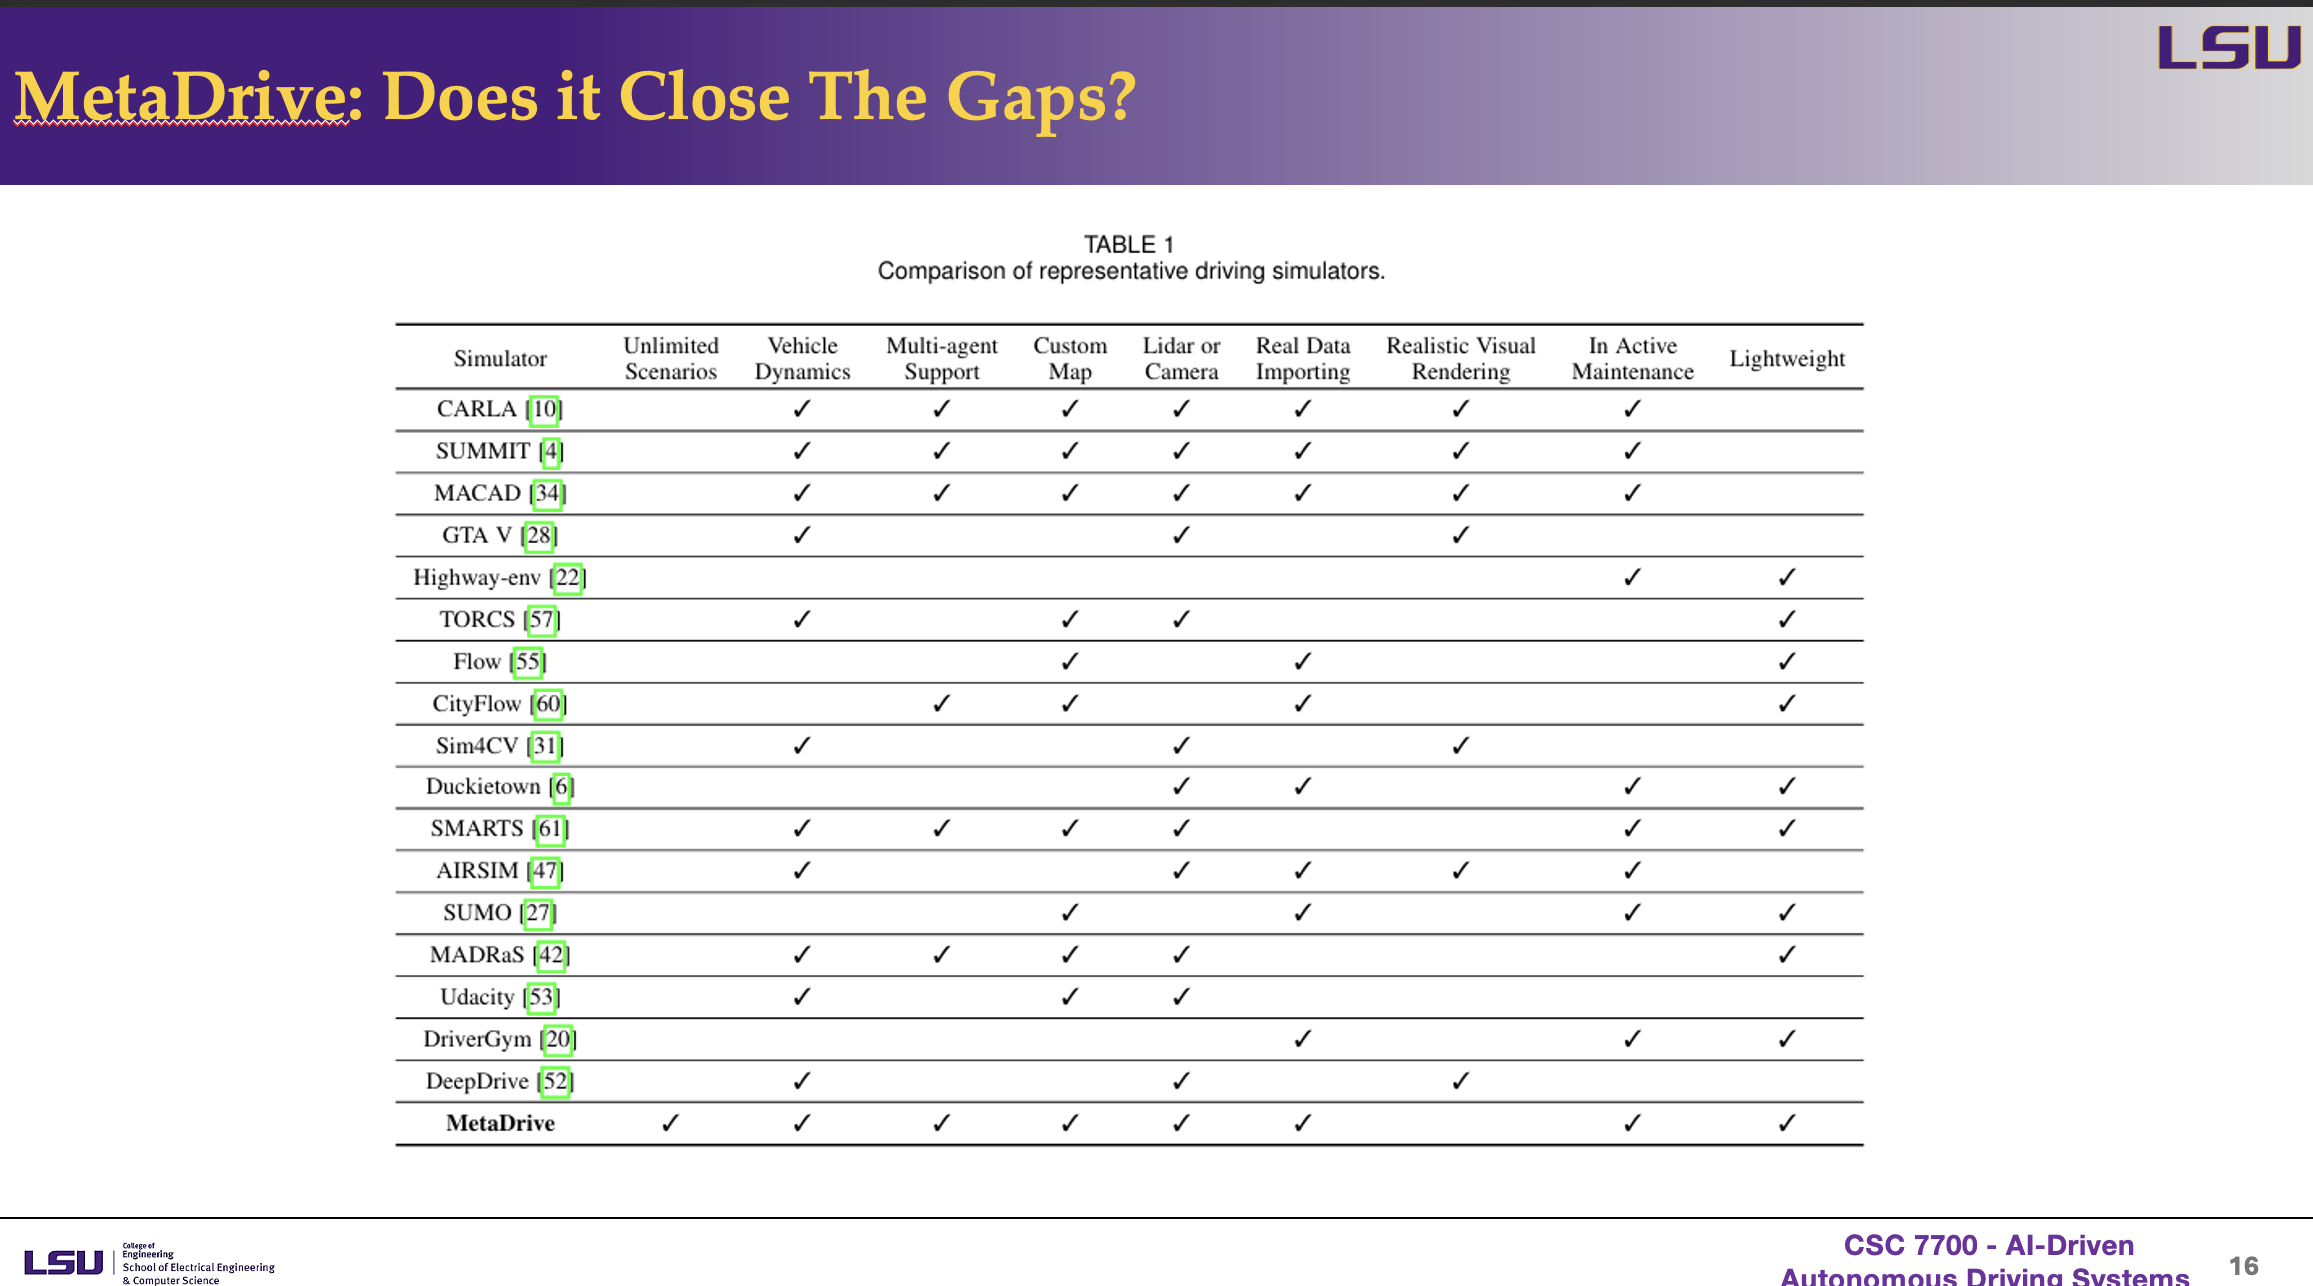 LSU
MetaDrive: Does it Close The Gaps?
TABLE 1
Comparison of representative driving simulators.
Simulator Unlimited Scenarios Vehicle Dynamics Multi-agent Support Custom Map Lidar or Camera Real Data Importing Realistic Visual Rendering In Active Maintenance Lightweight
CARLA [10] ✓ ✓ ✓ ✓ ✓ ✓ ✓
SUMMIT [4] ✓ ✓ ✓ ✓ ✓ ✓ ✓
MACAD [34] ✓ ✓ ✓ ✓ ✓ ✓ ✓
GTA V [28] ✓ ✓ ✓
Highway-env [22] ✓ ✓
TORCS [57] ✓ ✓ ✓ ✓
Flow [55] ✓ ✓ ✓
CityFlow [60] ✓ ✓ ✓ ✓
Sim4CV [31] ✓ ✓ ✓
Duckietown [6] ✓ ✓ ✓ ✓
SMARTS [61] ✓ ✓ ✓ ✓ ✓ ✓
AIRSIM [47] ✓ ✓ ✓ ✓ ✓
SUMO [27] ✓ ✓ ✓ ✓
MADRaS [42] ✓ ✓ ✓ ✓ ✓
Udacity [53] ✓ ✓ ✓
DriverGym [20] ✓ ✓ ✓
DeepDrive [52] ✓ ✓ ✓
MetaDrive ✓ ✓ ✓ ✓ ✓ ✓ ✓ ✓
LSU
College of
Engineering
School of Electrical Engineering
& Computer Science
CSC 7700 - AI-Driven
Autonomous Driving Systems
16